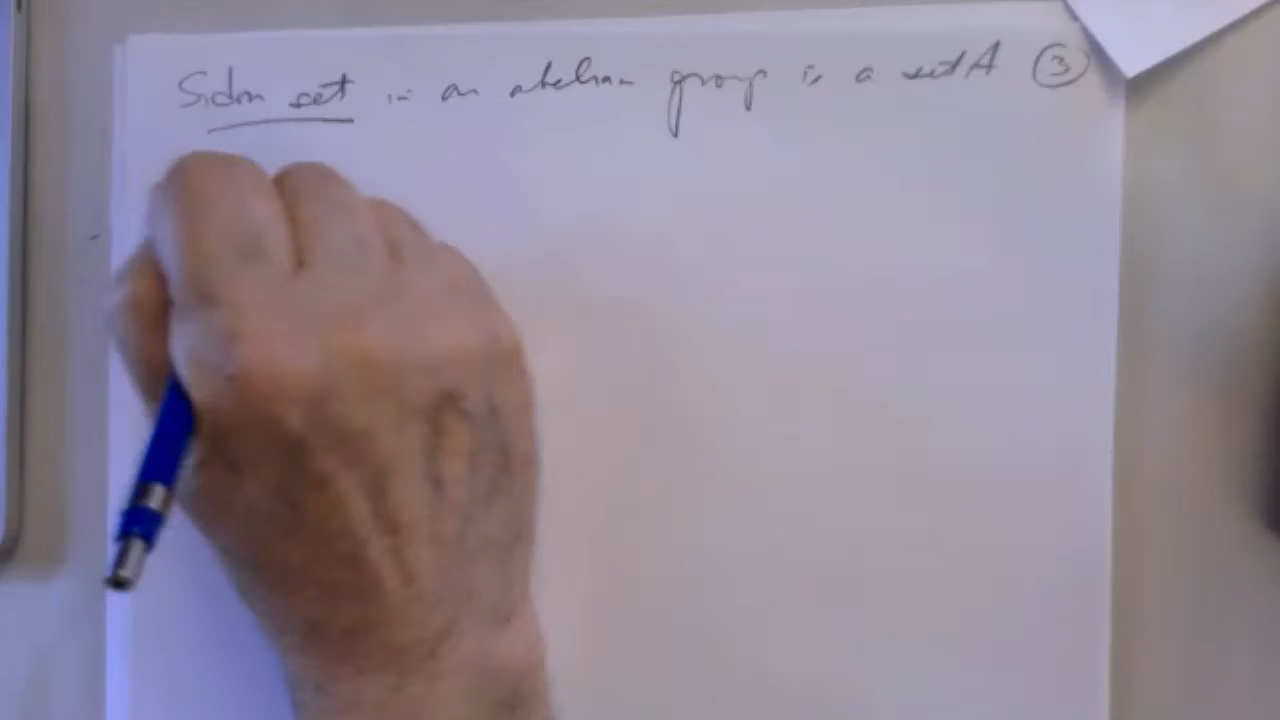 Sidon set in an abelian group is a set A ③